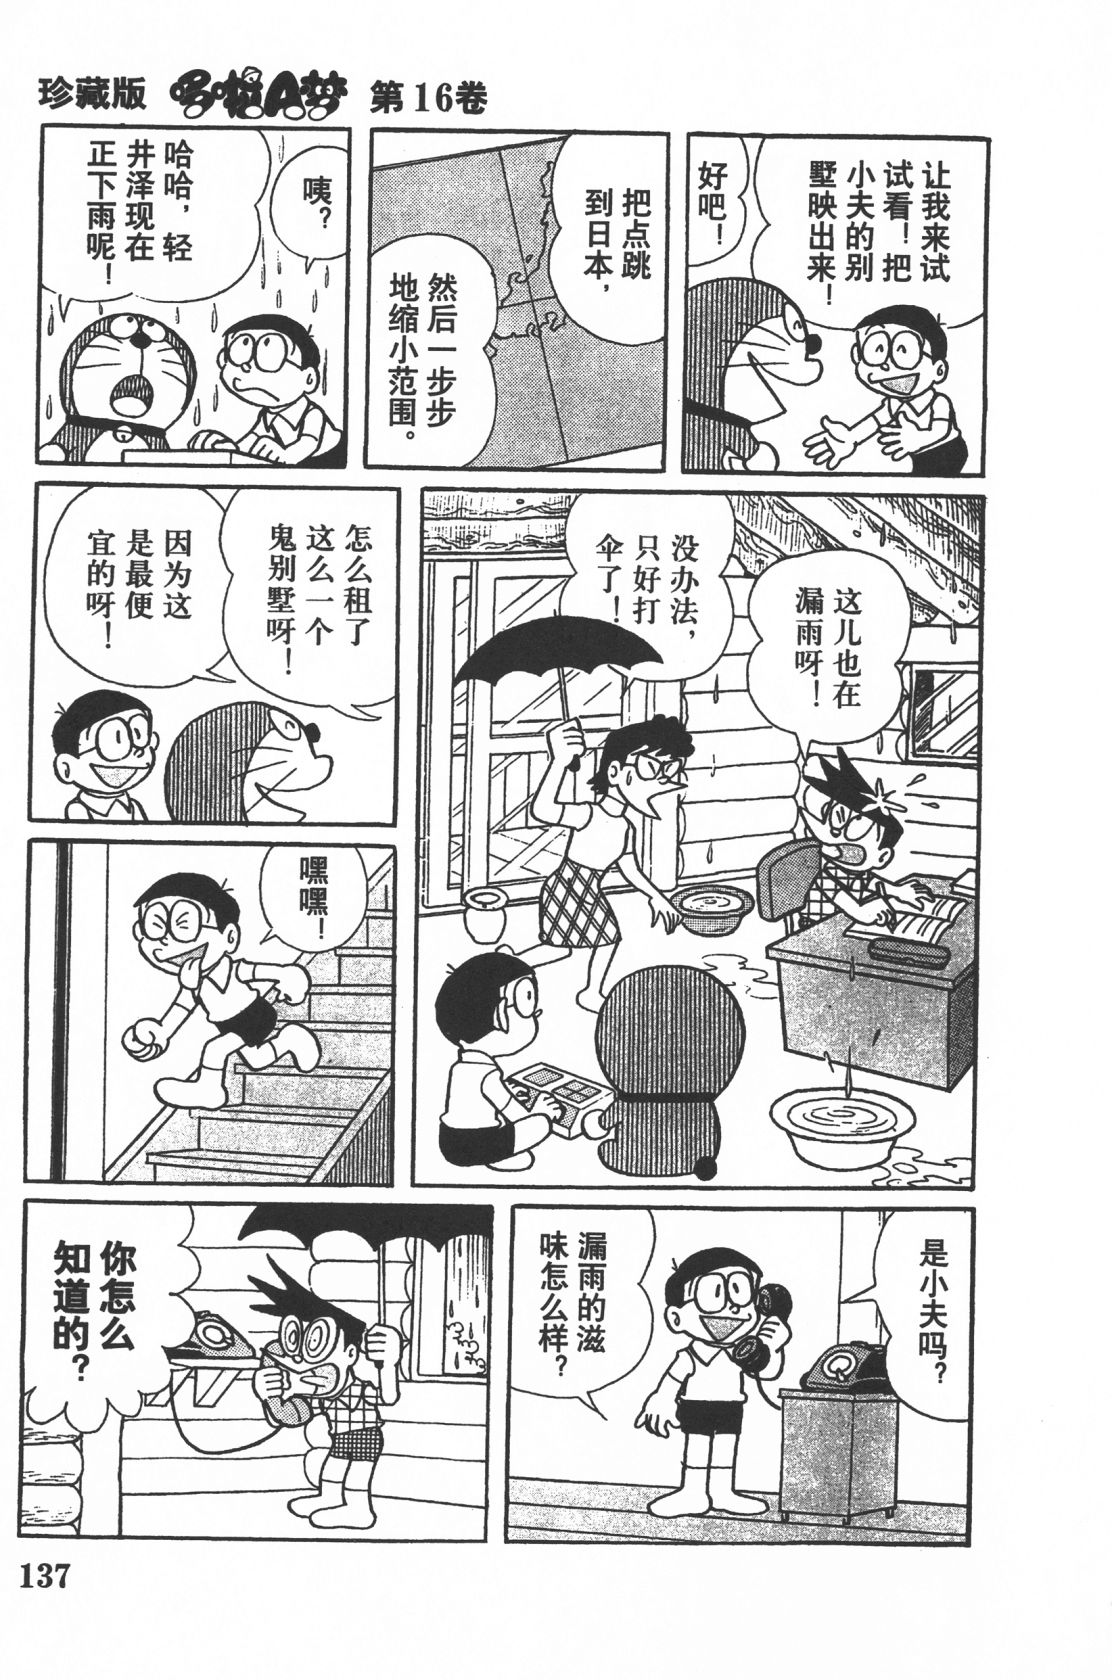 珍藏版 哆啦A梦 第16卷
让我来试
试看！把
小夫的别
墅映出来！
好吧！
把点跳
到日本，
然后一步步
地缩小范围。
咦？
哈哈，轻
井泽现在
正下雨呢！
这儿也在
漏雨呀！
没办法，
只好打
伞了！
怎么租了
这么一个
鬼别墅呀！
因为这
是最便
宜的呀！
嘿
嘿！
是小夫吗？
漏雨的滋
味怎么样？
你怎么
知道的？
137